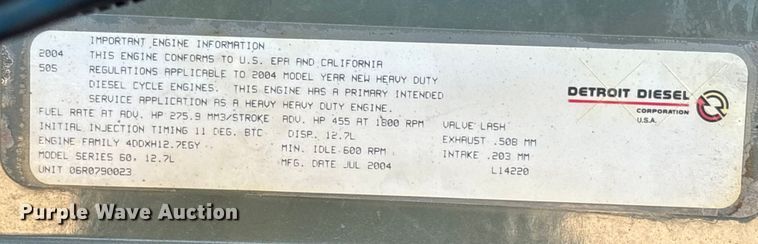 IMPORTANT ENGINE INFORMATION
2004 THIS ENGINE CONFORMS TO U.S. EPA AND CALIFORNIA
50S REGULATIONS APPLICABLE TO 2004 MODEL YEAR NEW HEAVY DUTY
DIESEL CYCLE ENGINES. THIS ENGINE HAS A PRIMARY INTENDED
SERVICE APPLICATION AS A HEAVY HEAVY DUTY ENGINE.
FUEL RATE AT ADV. HP 275.9 MM3/STROKE ADV. HP 455 AT 1800 RPM
INITIAL INJECTION TIMING 11 DEG. BTC DISP. 12.7L
ENGINE FAMILY 4DDXH12.7EGY MIN. IDLE 600 RPM
MODEL SERIES 60, 12.7L MFG. DATE JUL 2004
UNIT 06R0790023
VALVE LASH
EXHAUST .508 MM
INTAKE .203 MM
L14220
DETROIT DIESEL
CORPORATION
U.S.A.
Purple Wave Auction